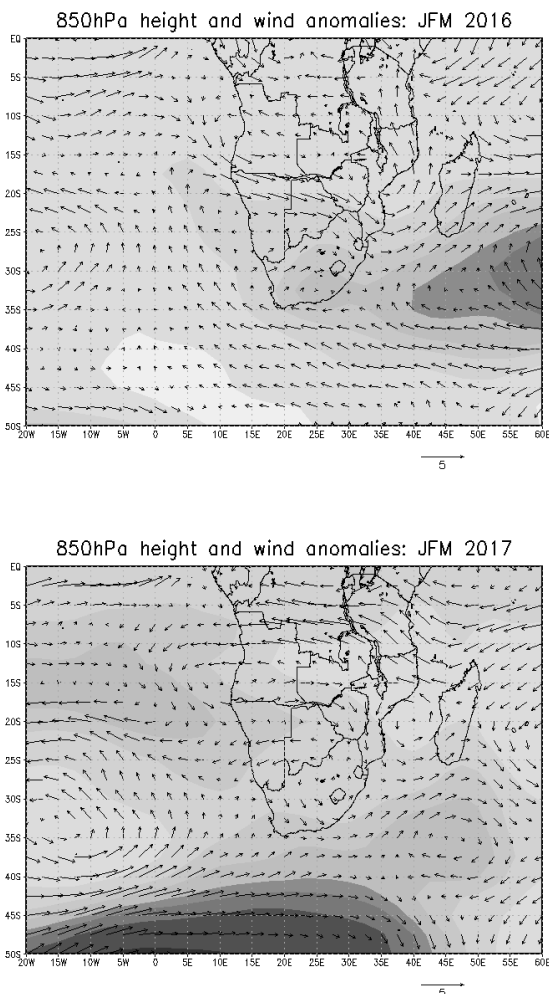 850hPa height and wind anomalies: JFM 2016
EQ
5S
10S
15S
20S
25S
30S
35S
40S
45S
50S
20W 15W 10W 5W 0 5E 10E 15E 20E 25E 30E 35E 40E 45E 50E 55E 60E
5
850hPa height and wind anomalies: JFM 2017
EQ
5S
10S
15S
20S
25S
30S
35S
40S
45S
50S
20W 15W 10W 5W 0 5E 10E 15E 20E 25E 30E 35E 40E 45E 50E 55E 60E
5